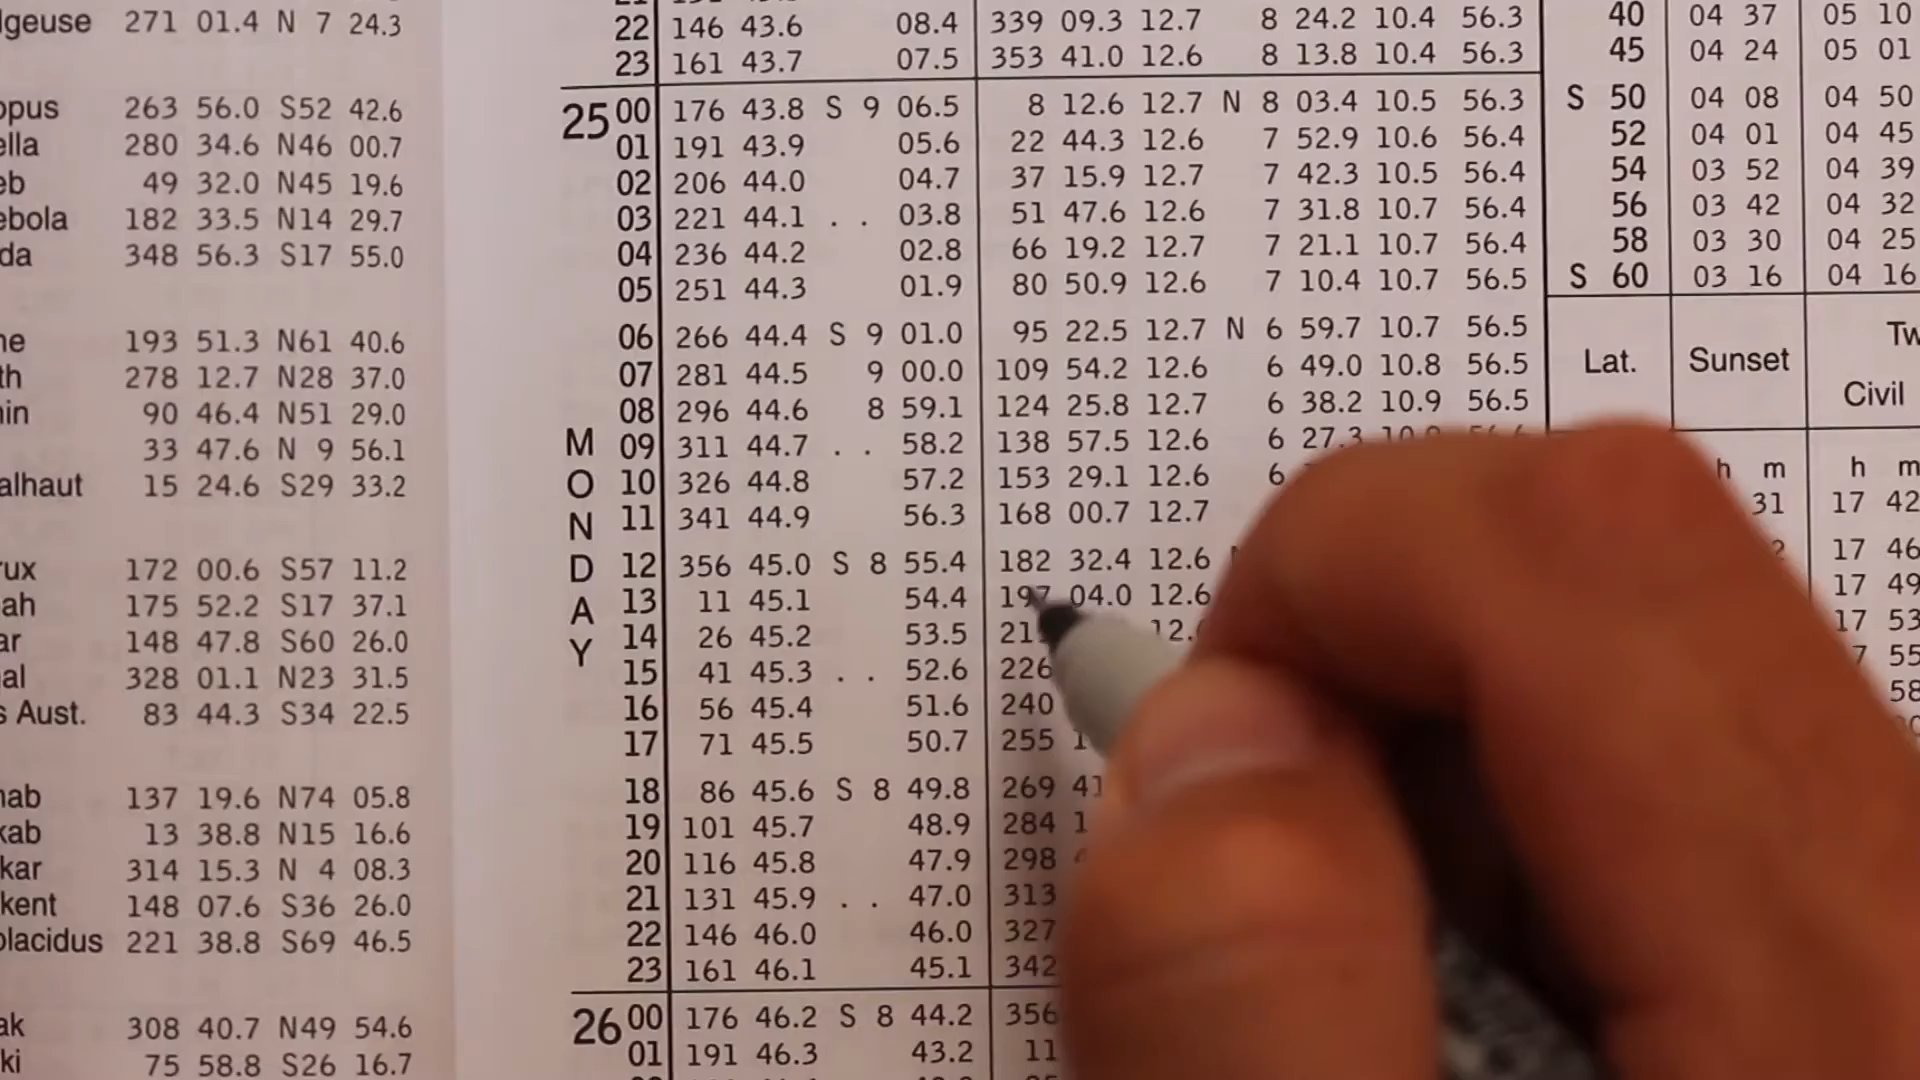 lgeuse 271 01.4 N 7 24.3
opus 263 56.0 S52 42.6
ella 280 34.6 N46 00.7
eb 49 32.0 N45 19.6
ebola 182 33.5 N14 29.7
da 348 56.3 S17 55.0
ne 193 51.3 N61 40.6
th 278 12.7 N28 37.0
nin 90 46.4 N51 29.0
33 47.6 N 9 56.1
alhaut 15 24.6 S29 33.2
rux 172 00.6 S57 11.2
ah 175 52.2 S17 37.1
ar 148 47.8 S60 26.0
nal 328 01.1 N23 31.5
s Aust. 83 44.3 S34 22.5
hab 137 19.6 N74 05.8
kab 13 38.8 N15 16.6
kar 314 15.3 N 4 08.3
kent 148 07.6 S36 26.0
placidus 221 38.8 S69 46.5
ak 308 40.7 N49 54.6
ki 75 58.8 S26 16.7
22 146 43.6 08.4 339 09.3 12.7 8 24.2 10.4 56.3
23 161 43.7 07.5 353 41.0 12.6 8 13.8 10.4 56.3
25 00 176 43.8 S 9 06.5 8 12.6 12.7 N 8 03.4 10.5 56.3
01 191 43.9 05.6 22 44.3 12.6 7 52.9 10.6 56.4
02 206 44.0 04.7 37 15.9 12.7 7 42.3 10.5 56.4
03 221 44.1 . . 03.8 51 47.6 12.6 7 31.8 10.7 56.4
04 236 44.2 02.8 66 19.2 12.7 7 21.1 10.7 56.4
05 251 44.3 01.9 80 50.9 12.6 7 10.4 10.7 56.5
06 266 44.4 S 9 01.0 95 22.5 12.7 N 6 59.7 10.7 56.5
07 281 44.5 9 00.0 109 54.2 12.6 6 49.0 10.8 56.5
08 296 44.6 8 59.1 124 25.8 12.7 6 38.2 10.9 56.5
MONDAY
09 311 44.7 . . 58.2 138 57.5 12.6 6 27.3
10 326 44.8 57.2 153 29.1 12.6 6
11 341 44.9 56.3 168 00.7 12.7
12 356 45.0 S 8 55.4 182 32.4 12.6
13 11 45.1 54.4 197 04.0 12.6
14 26 45.2 53.5
15 41 45.3 . . 52.6 226
16 56 45.4 51.6 240
17 71 45.5 50.7 255
18 86 45.6 S 8 49.8 269 41
19 101 45.7 48.9 284
20 116 45.8 47.9 298
21 131 45.9 . . 47.0 313
22 146 46.0 46.0 327
23 161 46.1 45.1 342
26 00 176 46.2 S 8 44.2 356
01 191 46.3 43.2 11
40 04 37 05 10
45 04 24 05 01
S 50 04 08 04 50
52 04 01 04 45
54 03 52 04 39
56 03 42 04 32
58 03 30 04 25
S 60 03 16 04 16
Tw
Lat. Sunset Civil
h m h m
31 17 42
17 46
17 49
17 53
55
58